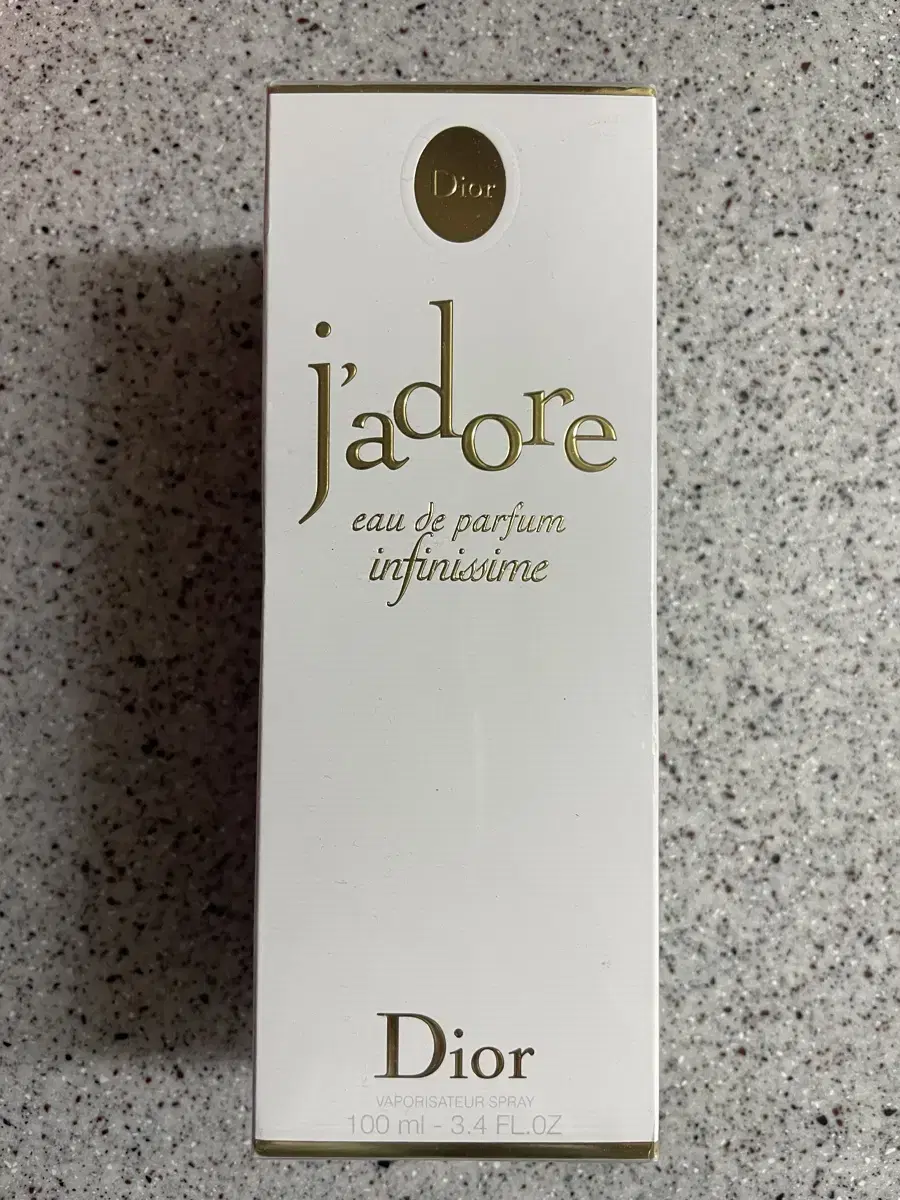 Dior
j'adore
eau de parfum
infinissime
Dior
VAPORISATEUR SPRAY
100 ml - 3.4 FL.OZ